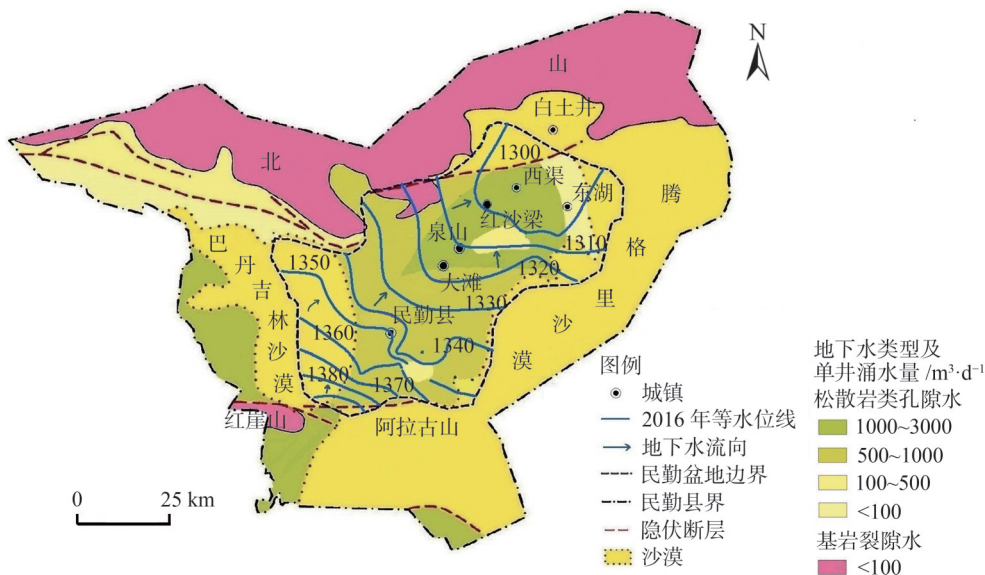 N
山
白土井
1300
北
西渠
东湖
腾
红沙梁
巴
泉山
1310
格
丹
1350
大滩
1320
吉
1330
里
林
1360
民勤县
1340
沙
沙
1380
1370
漠
漠
红崖山
阿拉古山
0 25 km
图例
城镇
2016年等水位线
地下水流向
民勤盆地边界
民勤县界
隐伏断层
沙漠
地下水类型及
单井涌水量/m³·d⁻¹
松散岩类孔隙水
1000~3000
500~1000
100~500
<100
基岩裂隙水
<100